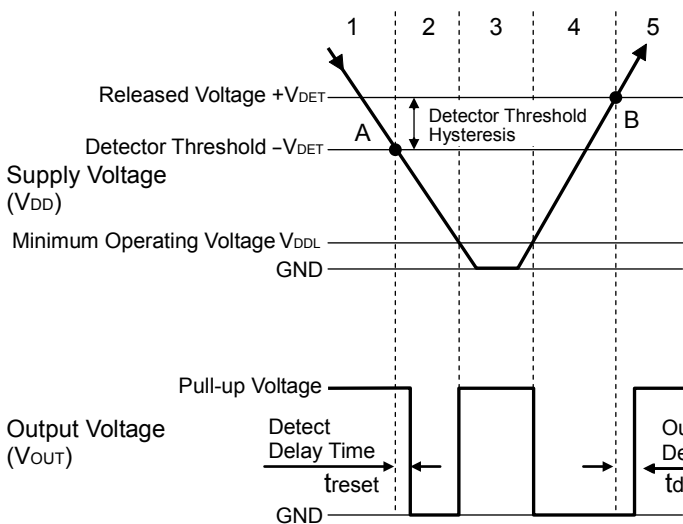 1 2 3 4 5
Released Voltage +VDET
Detector Threshold
Hysteresis
A
B
Detector Threshold –VDET
Supply Voltage
(VDD)
Minimum Operating Voltage VDDL
GND
Pull-up Voltage
Output Voltage
(VOUT)
Detect
Delay Time
treset
td
GND